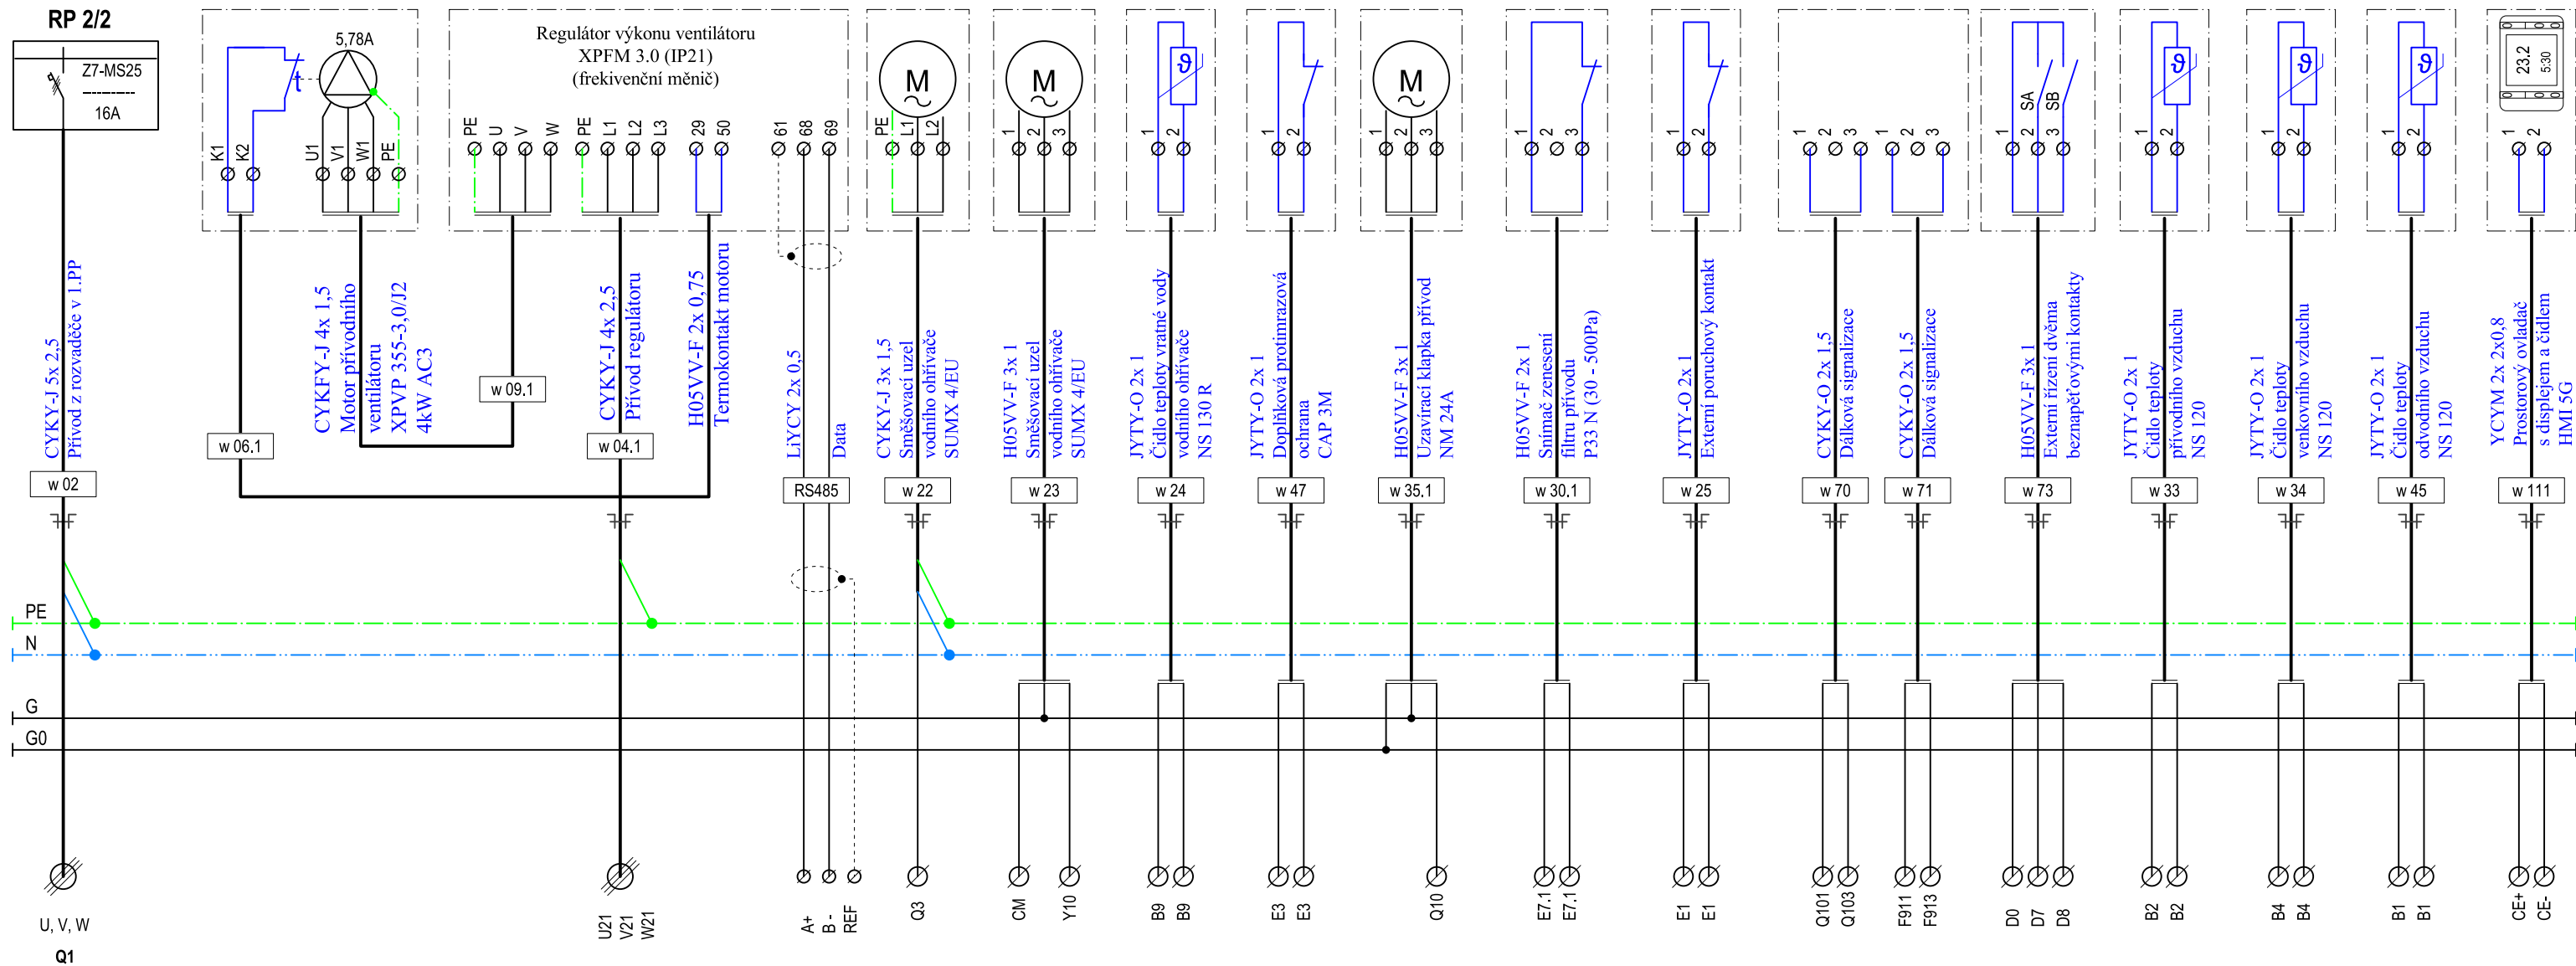 RP 2/2
Z7-MS25
16A
CYKY-J 5x 2,5
Přívod z rozvaděče v 1.PP
w 02
U, V, W
Q1
5,78A
t
K1
K2
U1
V1
W1
PE
w 06.1
CYKFY-J 4x 1,5
Motor přívodního
ventilátoru
XPVP 355-3,0/J2
4kW AC3
Regulátor výkonu ventilátoru
XPFM 3.0 (IP21)
(frekivenční měnič)
PE
U
V
W
PE
L1
L2
L3
29
50
61
68
69
w 09.1
CYKY-J 4x 2,5
Přívod regulátoru
w 04.1
H05VV-F 2x 0,75
Termokontakt motoru
U21
V21
W21
LiYCY 2x 0,5
Data
RS485
A+
B -
REF
M
PE
L1
L2
CYKY-J 3x 1,5
Směšovací uzel
vodního ohřívače
SUMX 4/EU
w 22
Q3
M
1
2
3
H05VV-F 3x 1
Směšovací uzel
vodního ohřívače
SUMX 4/EU
w 23
CM
Y10
ϑ
1
2
JYTY-O 2x 1
Čidlo teploty vratné vody
vodního ohřívače
NS 130 R
w 24
B9
B9
1
2
JYTY-O 2x 1
Doplňková protimrazová
ochrana
CAP 3M
w 47
E3
E3
M
1
2
3
H05VV-F 3x 1
Uzavírací klapka přívod
NM 24A
w 35.1
Q10
1
2
3
H05VV-F 2x 1
Snímač zenesení
filtru přívodu
P33 N (30 - 500Pa)
w 30.1
E7.1
E7.1
1
2
JYTY-O 2x 1
Externí poruchový kontakt
w 25
E1
E1
1
2
3
1
2
3
CYKY-O 2x 1,5
Dálková signalizace
w 70
Q101
Q103
CYKY-O 2x 1,5
Dálková signalizace
w 71
F911
F913
SA
SB
1
2
3
H05VV-F 3x 1
Externí řízení dvěma
beznapěťovými kontakty
w 73
D0
D7
D8
ϑ
1
2
JYTY-O 2x 1
Čidlo teploty
přívodního vzduchu
NS 120
w 33
B2
B2
ϑ
1
2
JYTY-O 2x 1
Čidlo teploty
venkovního vzduchu
NS 120
w 34
B4
B4
ϑ
1
2
JYTY-O 2x 1
Čidlo teploty
odvodního vzduchu
NS 120
w 45
B1
B1
23.2
5:30
1
2
YCYM 2x 2x0,8
Prostorový ovladač
s displejem a čidlem
HMI 5G
w 111
CE+
CE-
PE
N
G
G0